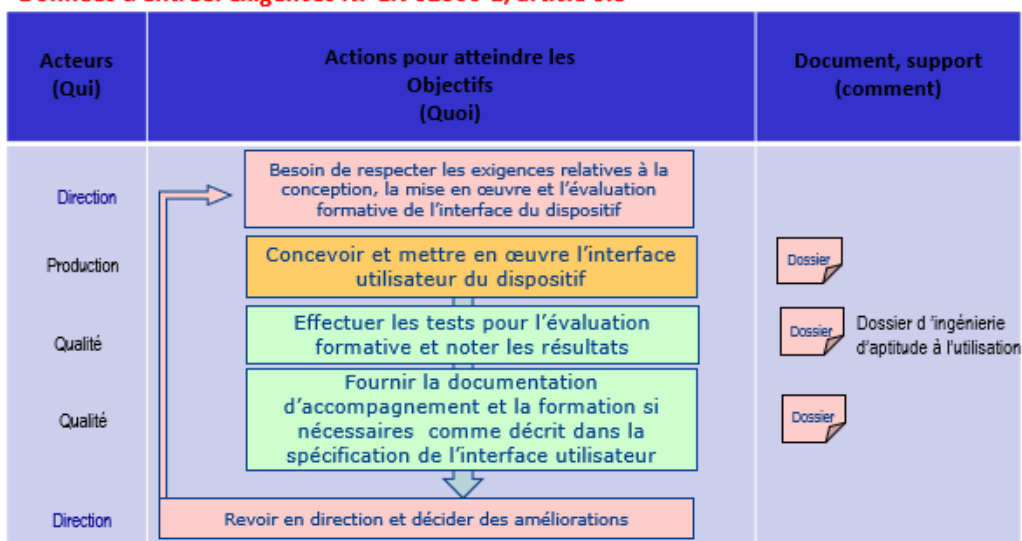 Acteurs
(Qui)
Actions pour atteindre les
Objectifs
(Quoi)
Document, support
(comment)
Direction
Besoin de respecter les exigences relatives à la
conception, la mise en œuvre et l'évaluation
formative de l'interface du dispositif
Production
Concevoir et mettre en œuvre l'interface
utilisateur du dispositif
Dossier
Qualité
Effectuer les tests pour l'évaluation
formative et noter les résultats
Dossier
Dossier d 'ingénierie
d'aptitude à l'utilisation
Qualité
Fournir la documentation
d'accompagnement et la formation si
nécessaires comme décrit dans la
spécification de l'interface utilisateur
Dossier
Direction
Revoir en direction et décider des améliorations